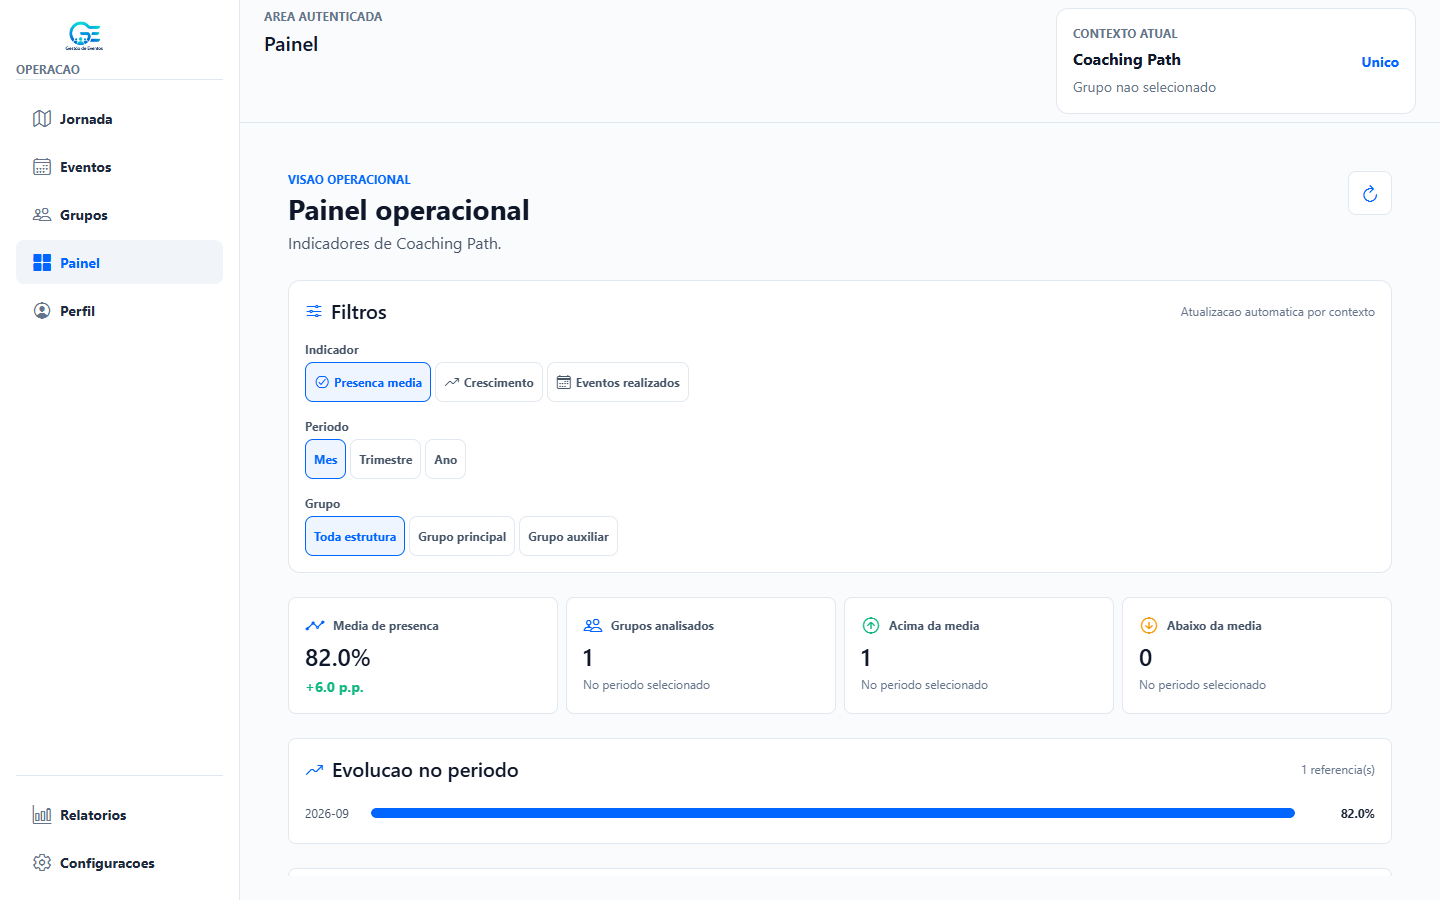 Gestão de Eventos
OPERACAO
Jornada
Eventos
Grupos
Painel
Perfil
Relatorios
Configuracoes
AREA AUTENTICADA
Painel
CONTEXTO ATUAL
Coaching Path
Unico
Grupo nao selecionado
VISAO OPERACIONAL
Painel operacional
Indicadores de Coaching Path.
Filtros
Atualizacao automatica por contexto
Indicador
Presenca media
Crescimento
Eventos realizados
Periodo
Mes
Trimestre
Ano
Grupo
Toda estrutura
Grupo principal
Grupo auxiliar
Media de presenca
82.0%
+6.0 p.p.
Grupos analisados
1
No periodo selecionado
Acima da media
1
No periodo selecionado
Abaixo da media
0
No periodo selecionado
Evolucao no periodo
1 referencia(s)
2026-09
82.0%